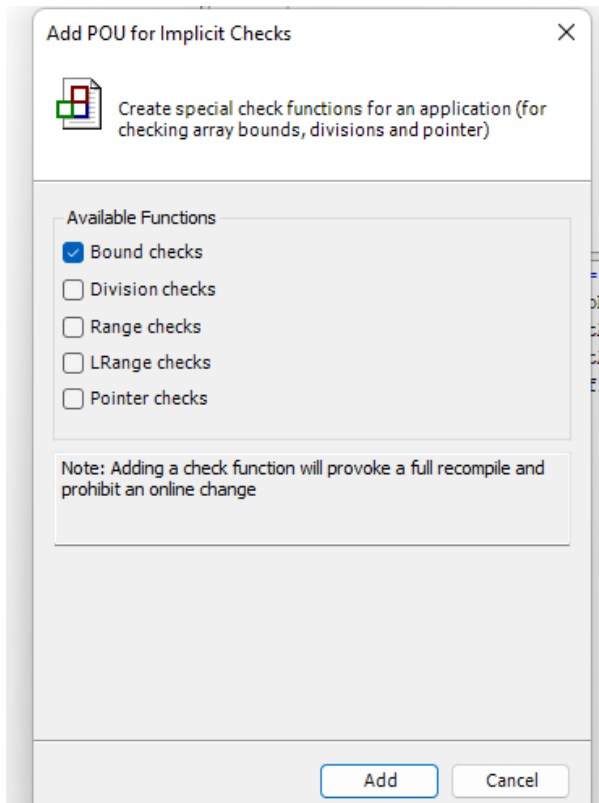 Add POU for Implicit Checks
Create special check functions for an application (for
checking array bounds, divisions and pointer)
Available Functions
Bound checks
Division checks
Range checks
LRange checks
Pointer checks
Note: Adding a check function will provoke a full recompile and
prohibit an online change
Add
Cancel